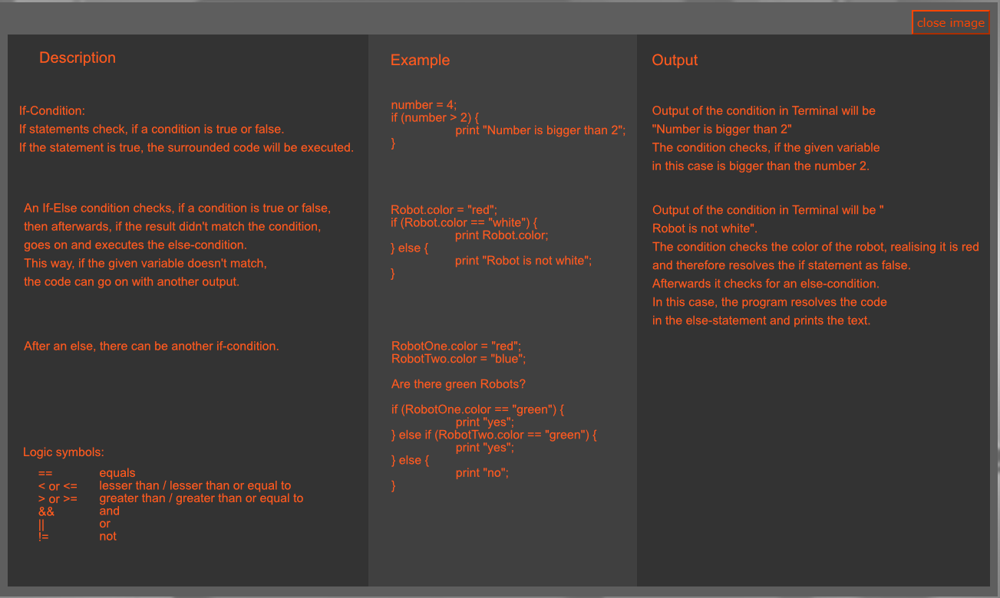 close image
Description
Example
Output
If-Condition:
If statements check, if a condition is true or false.
If the statement is true, the surrounded code will be executed.
number = 4;
if (number > 2) {
print "Number is bigger than 2";
}
Output of the condition in Terminal will be
"Number is bigger than 2"
The condition checks, if the given variable
in this case is bigger than the number 2.
An If-Else condition checks, if a condition is true or false,
then afterwards, if the result didn't match the condition,
goes on and executes the else-condition.
This way, if the given variable doesn't match,
the code can go on with another output.
Robot.color = "red";
if (Robot.color == "white") {
print Robot.color;
} else {
print "Robot is not white";
}
Output of the condition in Terminal will be "
Robot is not white".
The condition checks the color of the robot, realising it is red
and therefore resolves the if statement as false.
Afterwards it checks for an else-condition.
In this case, the program resolves the code
in the else-statement and prints the text.
After an else, there can be another if-condition.
RobotOne.color = "red";
RobotTwo.color = "blue";
Are there green Robots?
if (RobotOne.color == "green") {
print "yes";
} else if (RobotTwo.color == "green") {
print "yes";
} else {
print "no";
}
Logic symbols:
== equals
< or <= lesser than / lesser than or equal to
> or >= greater than / greater than or equal to
&& and
|| or
!= not